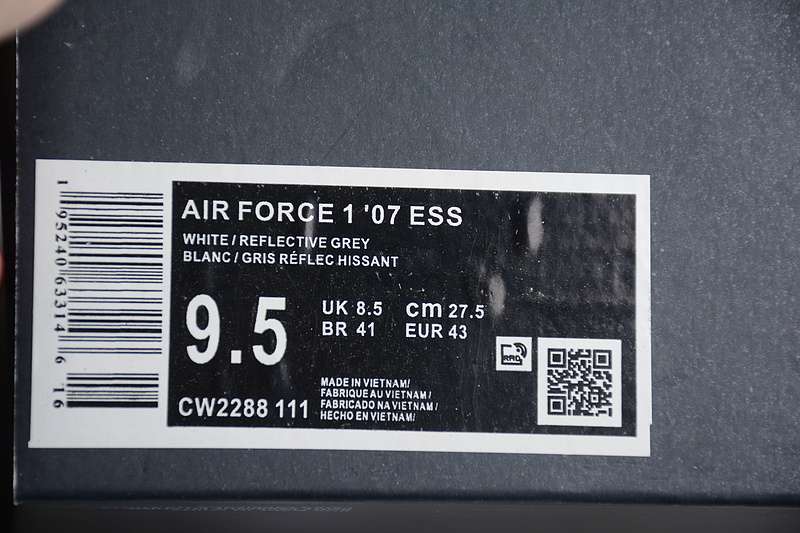 AIR FORCE 1 '07 ESS
WHITE / REFLECTIVE GREY
BLANC / GRIS RÉFLEC HISSANT
9.5
UK 8.5 cm 27.5
BR 41 EUR 43
MADE IN VIETNAM/
FABRIQUE AU VIETNAM /
FABRICADO NA VIETNAM /
HECHO EN VIETNAM/
CW2288 111
1 95240 63314 6 16